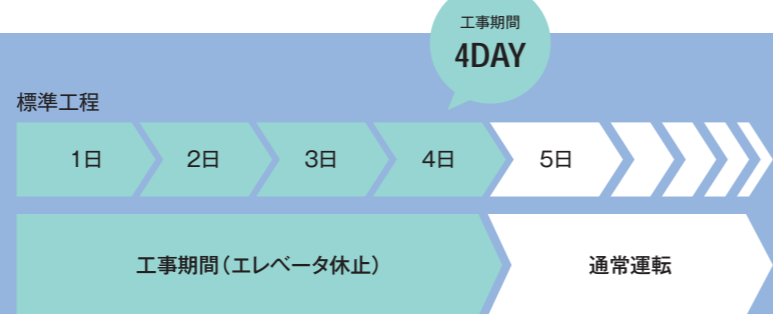 工事期間
4DAY
標準工程
1日
2日
3日
4日
5日
工事期間（エレベータ休止）
通常運転